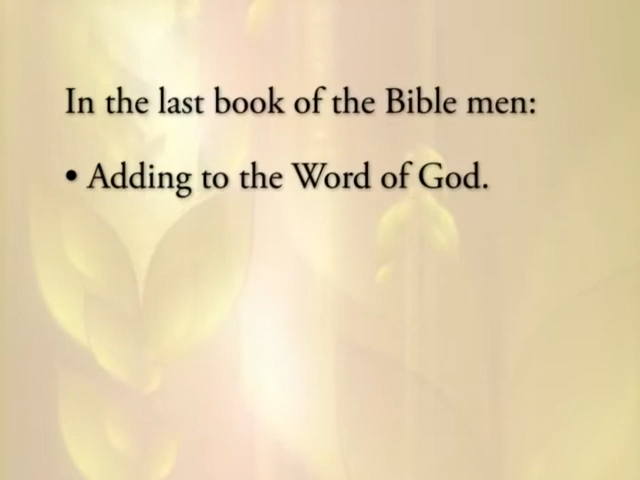 In the last book of the Bible men:
• Adding to the Word of God.